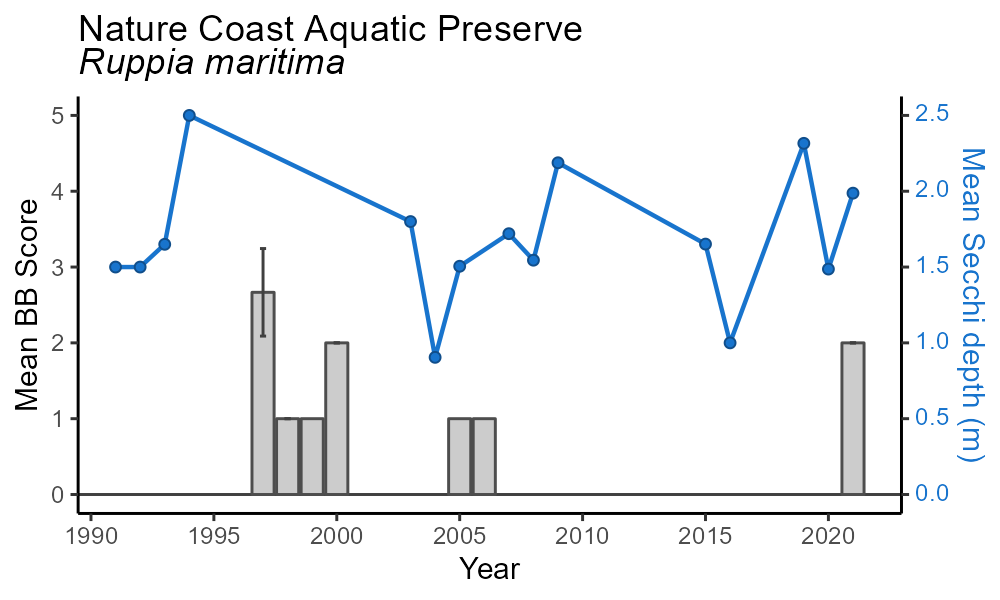 Nature Coast Aquatic Preserve
Ruppia maritima
Mean BB Score
5
4
3
2
1
0
2.5
2.0
1.5
1.0
0.5
0.0
Mean Secchi depth (m)
1990 1995 2000 2005 2010 2015 2020
Year